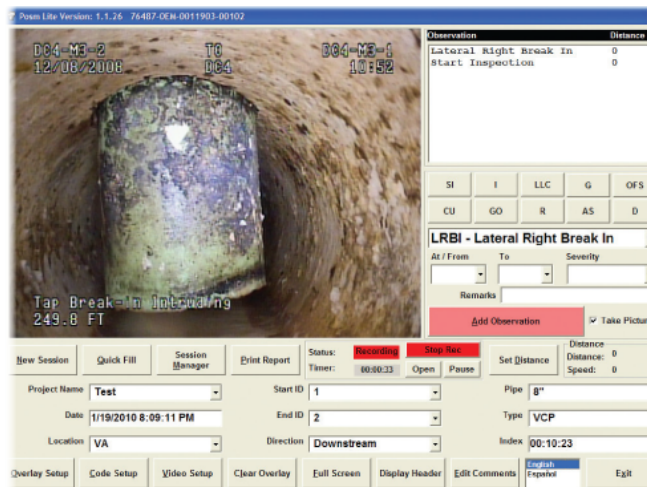 Posm Lite Version: 1.1.26 76487-OEM-0011903-00102
DC4-M3-2 TO DC4-M3-1
12/08/2008 DC4 10:52
Tap Break-in Intruding
249.8 FT
Observation Distance
Lateral Right Break In 0
Start Inspection 0
SI I LLC G OFS
CU GO R AS D
LRBI - Lateral Right Break In
At / From To Severity
Remarks
Add Observation Take Pictur
New Session Quick Fill Session Manager Print Report
Status: Recording Stop Rec
Timer: 00:00:33 Open Pause
Set Distance
Distance
Distance: 0
Speed: 0
Project Name Test Start ID 1 Pipe 8"
Date 1/19/2010 8:09:11 PM End ID 2 Type VCP
Location VA Direction Downstream Index 00:10:23
Overlay Setup Code Setup Video Setup Clear Overlay Full Screen Display Header Edit Comments English Exit
Español